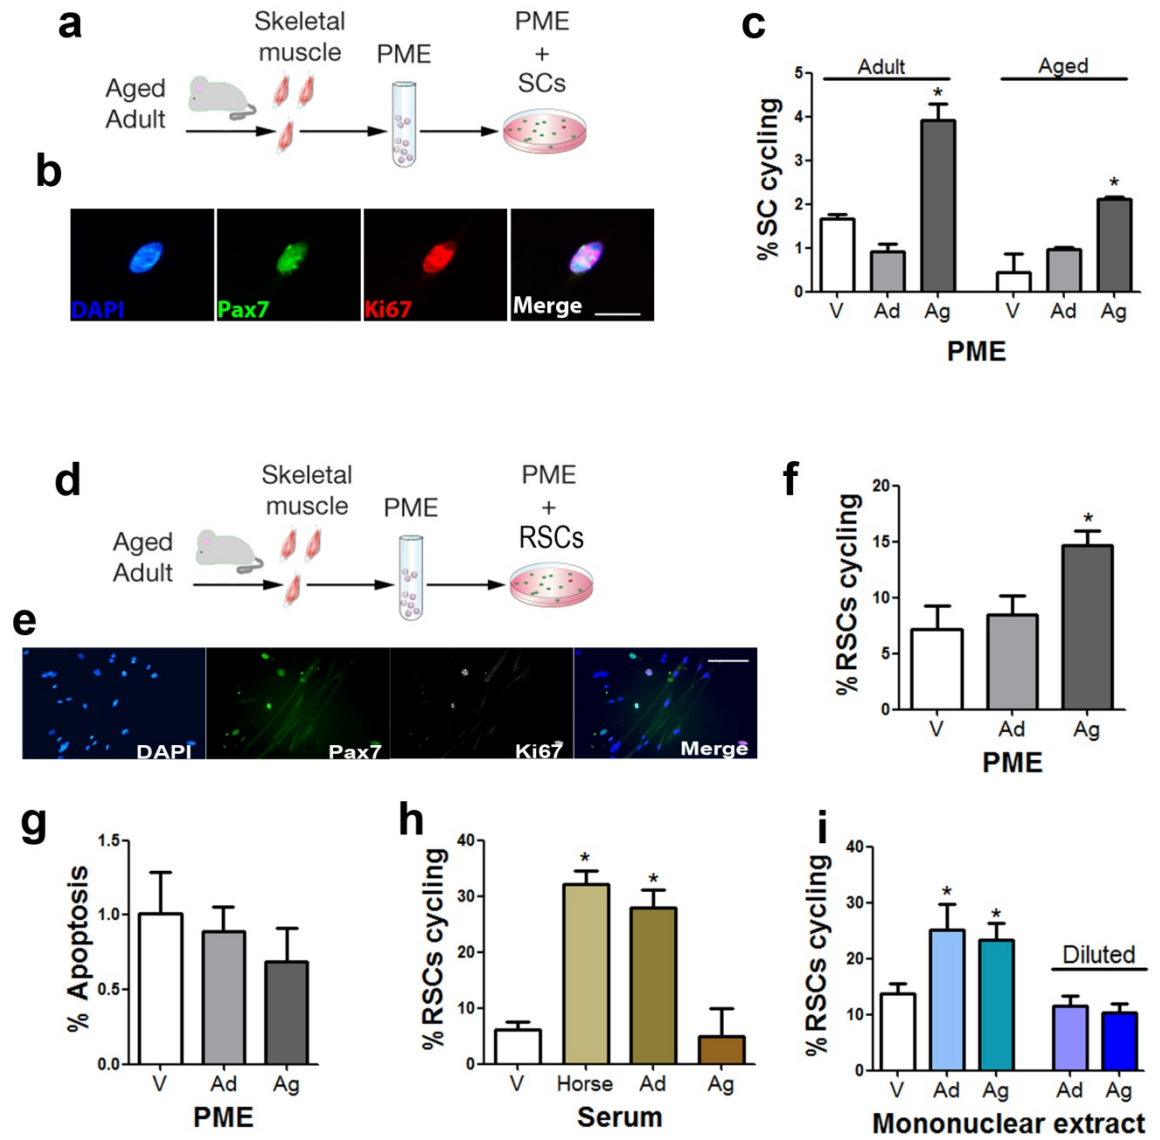 a
Aged
Adult
Skeletal
muscle
PME
PME
+
SCs
b
DAPI
Pax7
Ki67
Merge
c
% SC cycling
5
4
3
2
1
0
Adult
Aged
*
*
V Ad Ag V Ad Ag
PME
d
Aged
Adult
Skeletal
muscle
PME
PME
+
RSCs
e
DAPI
Pax7
Ki67
Merge
f
% RSCs cycling
20
15
10
5
0
*
V Ad Ag
PME
g
% Apoptosis
1.5
1.0
0.5
0.0
V Ad Ag
PME
h
% RSCs cycling
40
30
20
10
0
*
*
V Horse Ad Ag
Serum
i
% RSCs cycling
40
30
20
10
0
*
*
Diluted
V Ad Ag Ad Ag
Mononuclear extract